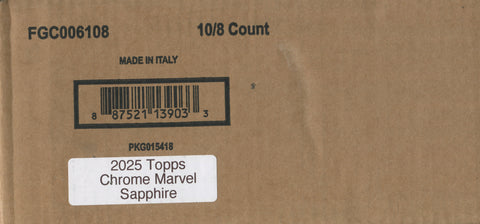 FGC006108 10/8 Count
MADE IN ITALY
8 87521 13903 3
PKG015418
2025 Topps
Chrome Marvel
Sapphire